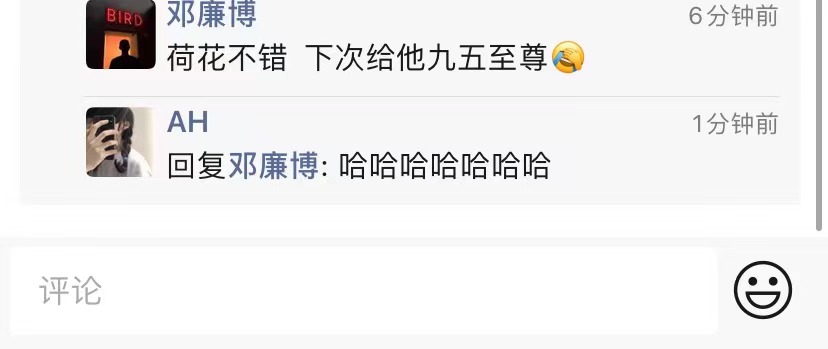 BIRD
邓廉博
6分钟前
荷花不错 下次给他九五至尊🤣
AH
1分钟前
回复邓廉博: 哈哈哈哈哈哈哈
评论